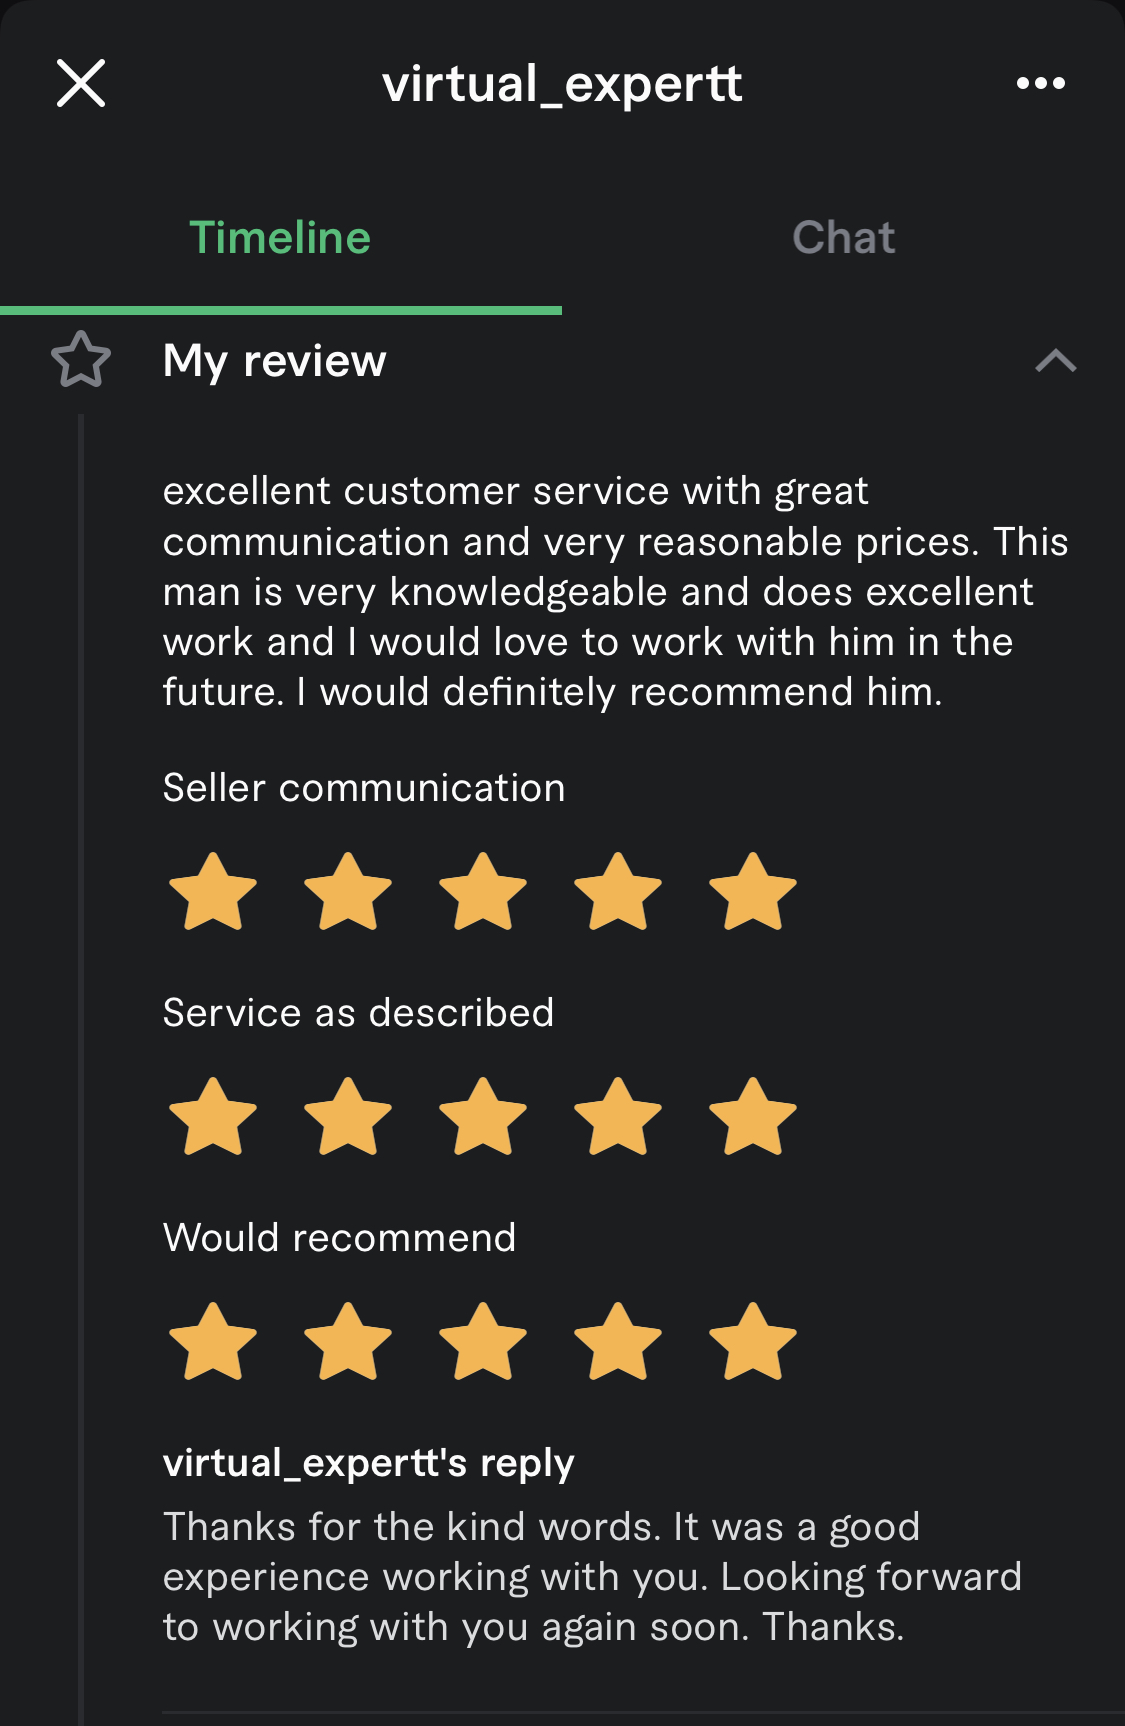 virtual_expertt
Timeline
Chat
My review
excellent customer service with great
communication and very reasonable prices. This
man is very knowledgeable and does excellent
work and I would love to work with him in the
future. I would definitely recommend him.
Seller communication
Service as described
Would recommend
virtual_expertt's reply
Thanks for the kind words. It was a good
experience working with you. Looking forward
to working with you again soon. Thanks.